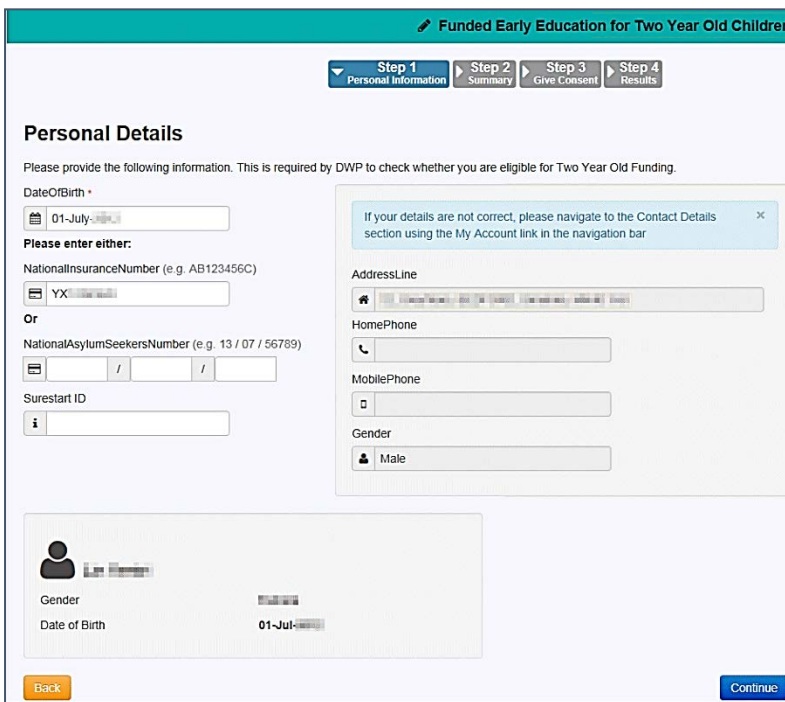 Funded Early Education for Two Year Old Children
Step 1
Personal Information
Step 2
Summary
Step 3
Give Consent
Step 4
Results
Personal Details
Please provide the following information. This is required by DWP to check whether you are eligible for Two Year Old Funding.
DateOfBirth •
01-July-
Please enter either:
NationalInsuranceNumber (e.g. AB123456C)
YX
Or
NationalAsylumSeekersNumber (e.g. 13 / 07 / 56789)
/ /
Surestart ID
If your details are not correct, please navigate to the Contact Details ×
section using the My Account link in the navigation bar
AddressLine
HomePhone
MobilePhone
Gender
Male
Gender
Date of Birth 01-Jul-
Back
Continue